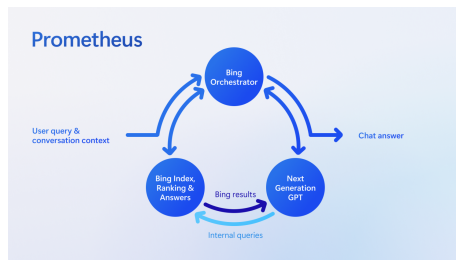 Prometheus
Bing
Orchestrator
User query &
conversation context
Chat answer
Bing Index,
Ranking &
Answers
Bing results
Next
Generation
GPT
Internal queries